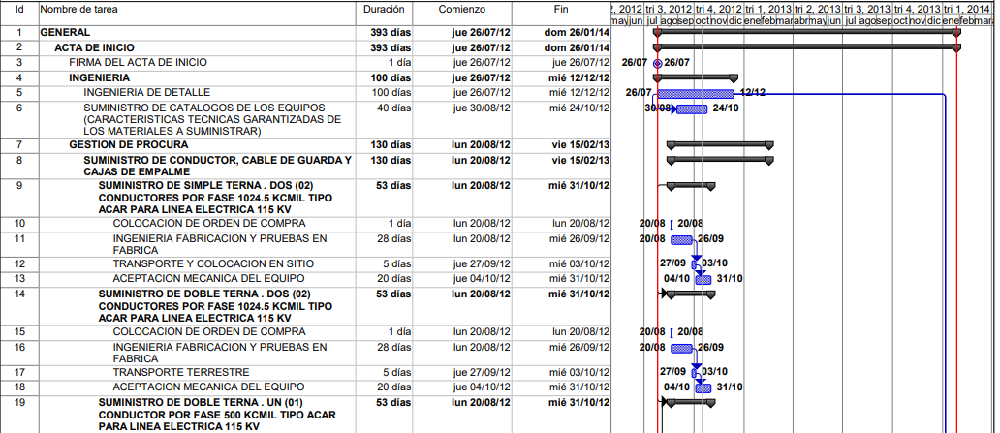 Id Nombre de tarea Duración Comienzo Fin
, 2012 tri 3, 2012 tri 4, 2012 tri 1, 2013 tri 2, 2013 tri 3, 2013 tri 4, 2013 tri 1, 2014
may jun jul ago sep oct nov dic ene feb mar abr may jun jul ago sep oct nov dic ene feb mar
1 GENERAL 393 días jue 26/07/12 dom 26/01/14
2 ACTA DE INICIO 393 días jue 26/07/12 dom 26/01/14
3 FIRMA DEL ACTA DE INICIO 1 día jue 26/07/12 jue 26/07/12 26/07 26/07
4 INGENIERIA 100 días jue 26/07/12 mié 12/12/12
5 INGENIERIA DE DETALLE 100 días jue 26/07/12 mié 12/12/12 26/07 12/12
6 SUMINISTRO DE CATALOGOS DE LOS EQUIPOS 40 días jue 30/08/12 mié 24/10/12 30/08 24/10
(CARACTERISTICAS TECNICAS GARANTIZADAS DE
LOS MATERIALES A SUMINISTRAR)
7 GESTION DE PROCURA 130 días lun 20/08/12 vie 15/02/13
8 SUMINISTRO DE CONDUCTOR, CABLE DE GUARDA Y 130 días lun 20/08/12 vie 15/02/13
CAJAS DE EMPALME
9 SUMINISTRO DE SIMPLE TERNA . DOS (02) 53 días lun 20/08/12 mié 31/10/12
CONDUCTORES POR FASE 1024.5 KCMIL TIPO
ACAR PARA LINEA ELECTRICA 115 KV
10 COLOCACION DE ORDEN DE COMPRA 1 día lun 20/08/12 lun 20/08/12 20/08 20/08
11 INGENIERIA FABRICACION Y PRUEBAS EN 28 días lun 20/08/12 mié 26/09/12 20/08 26/09
FABRICA
12 TRANSPORTE Y COLOCACION EN SITIO 5 días jue 27/09/12 mié 03/10/12 27/09 03/10
13 ACEPTACION MECANICA DEL EQUIPO 20 días jue 04/10/12 mié 31/10/12 04/10 31/10
14 SUMINISTRO DE DOBLE TERNA . DOS (02) 53 días lun 20/08/12 mié 31/10/12
CONDUCTORES POR FASE 1024.5 KCMIL TIPO
ACAR PARA LINEA ELECTRICA 115 KV
15 COLOCACION DE ORDEN DE COMPRA 1 día lun 20/08/12 lun 20/08/12 20/08 20/08
16 INGENIERIA FABRICACION Y PRUEBAS EN 28 días lun 20/08/12 mié 26/09/12 20/08 26/09
FABRICA
17 TRANSPORTE TERRESTRE 5 días jue 27/09/12 mié 03/10/12 27/09 03/10
18 ACEPTACION MECANICA DEL EQUIPO 20 días jue 04/10/12 mié 31/10/12 04/10 31/10
19 SUMINISTRO DE DOBLE TERNA . UN (01) 53 días lun 20/08/12 mié 31/10/12
CONDUCTOR POR FASE 500 KCMIL TIPO ACAR
PARA LINEA ELECTRICA 115 KV